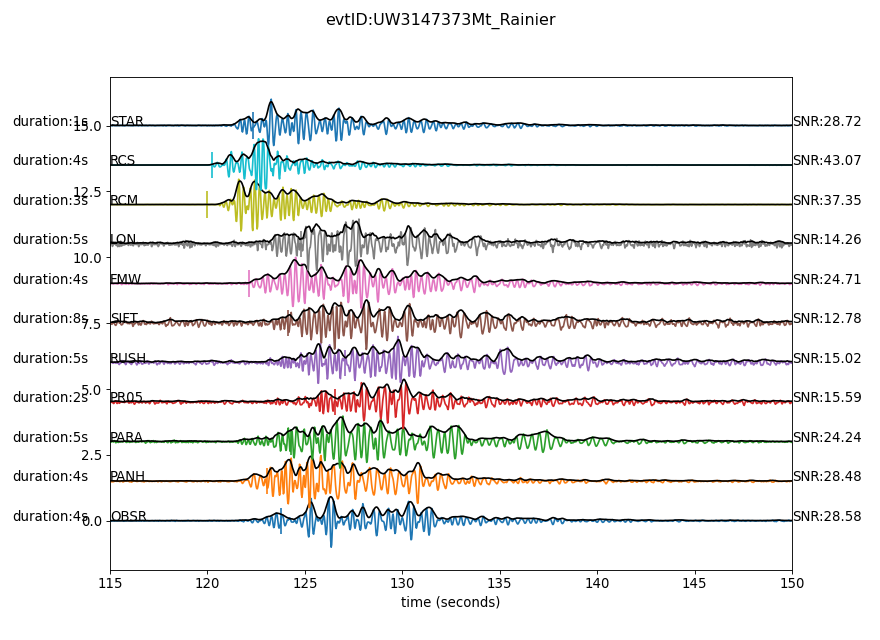 evtID:UW3147373Mt_Rainier
duration:1s STAR SNR:28.72
15.0
duration:4s RCS SNR:43.07
12.5
duration:3s RCM SNR:37.35
duration:5s LON SNR:14.26
10.0
duration:4s FMW SNR:24.71
duration:8s SIFT SNR:12.78
7.5
duration:5s RUSH SNR:15.02
5.0
duration:2s PR05 SNR:15.59
duration:5s PARA SNR:24.24
2.5
duration:4s PANH SNR:28.48
duration:4s OBSR SNR:28.58
0.0
115 120 125 130 135 140 145 150
time (seconds)